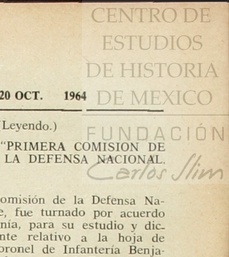 CENTRO DE
ESTUDIOS
DE HISTORIA
DE MEXICO
20 OCT. 1964
FUNDACIÓN
Carlos Slim
Leyendo.)
"PRIMERA COMISION DE
LA DEFENSA NACIONAL.
omisión de la Defensa Na-
e, fue turnado por acuerdo
nía, para su estudio y dic-
nte relativo a la hoja de
oronel de Infantería Benja-